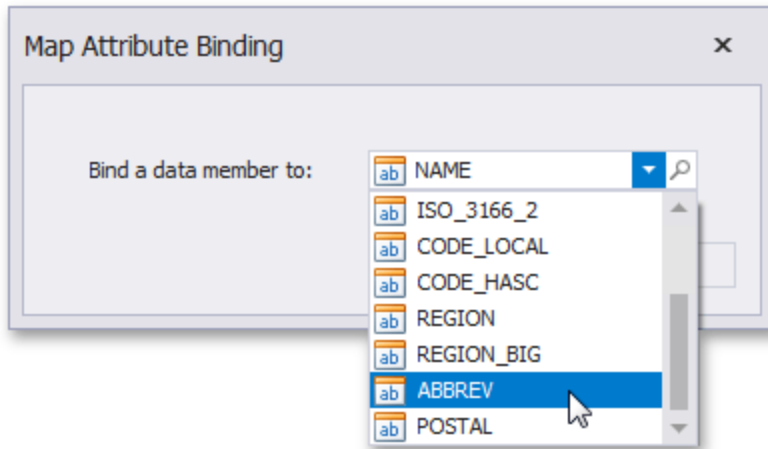 Map Attribute Binding
Bind a data member to:
ab NAME
ab ISO_3166_2
ab CODE_LOCAL
ab CODE_HASC
ab REGION
ab REGION_BIG
ab ABBREV
ab POSTAL